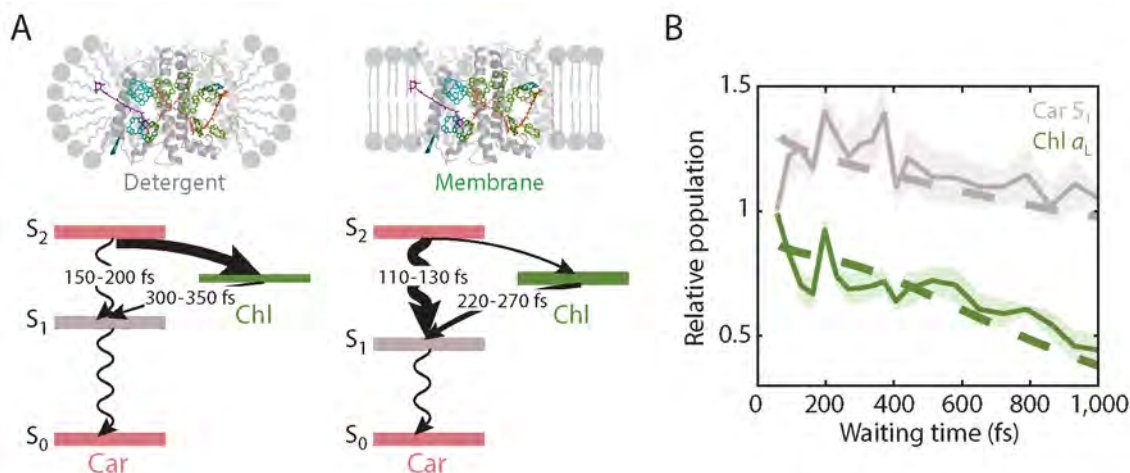 A
Detergent
Membrane
S2
150-200 fs
300-350 fs
Chl
S1
S0
Car
S2
110-130 fs
220-270 fs
Chl
S1
S0
Car
B
Relative population
1.5
1
0.5
Car S1
Chl aL
0 200 400 600 800 1,000
Waiting time (fs)